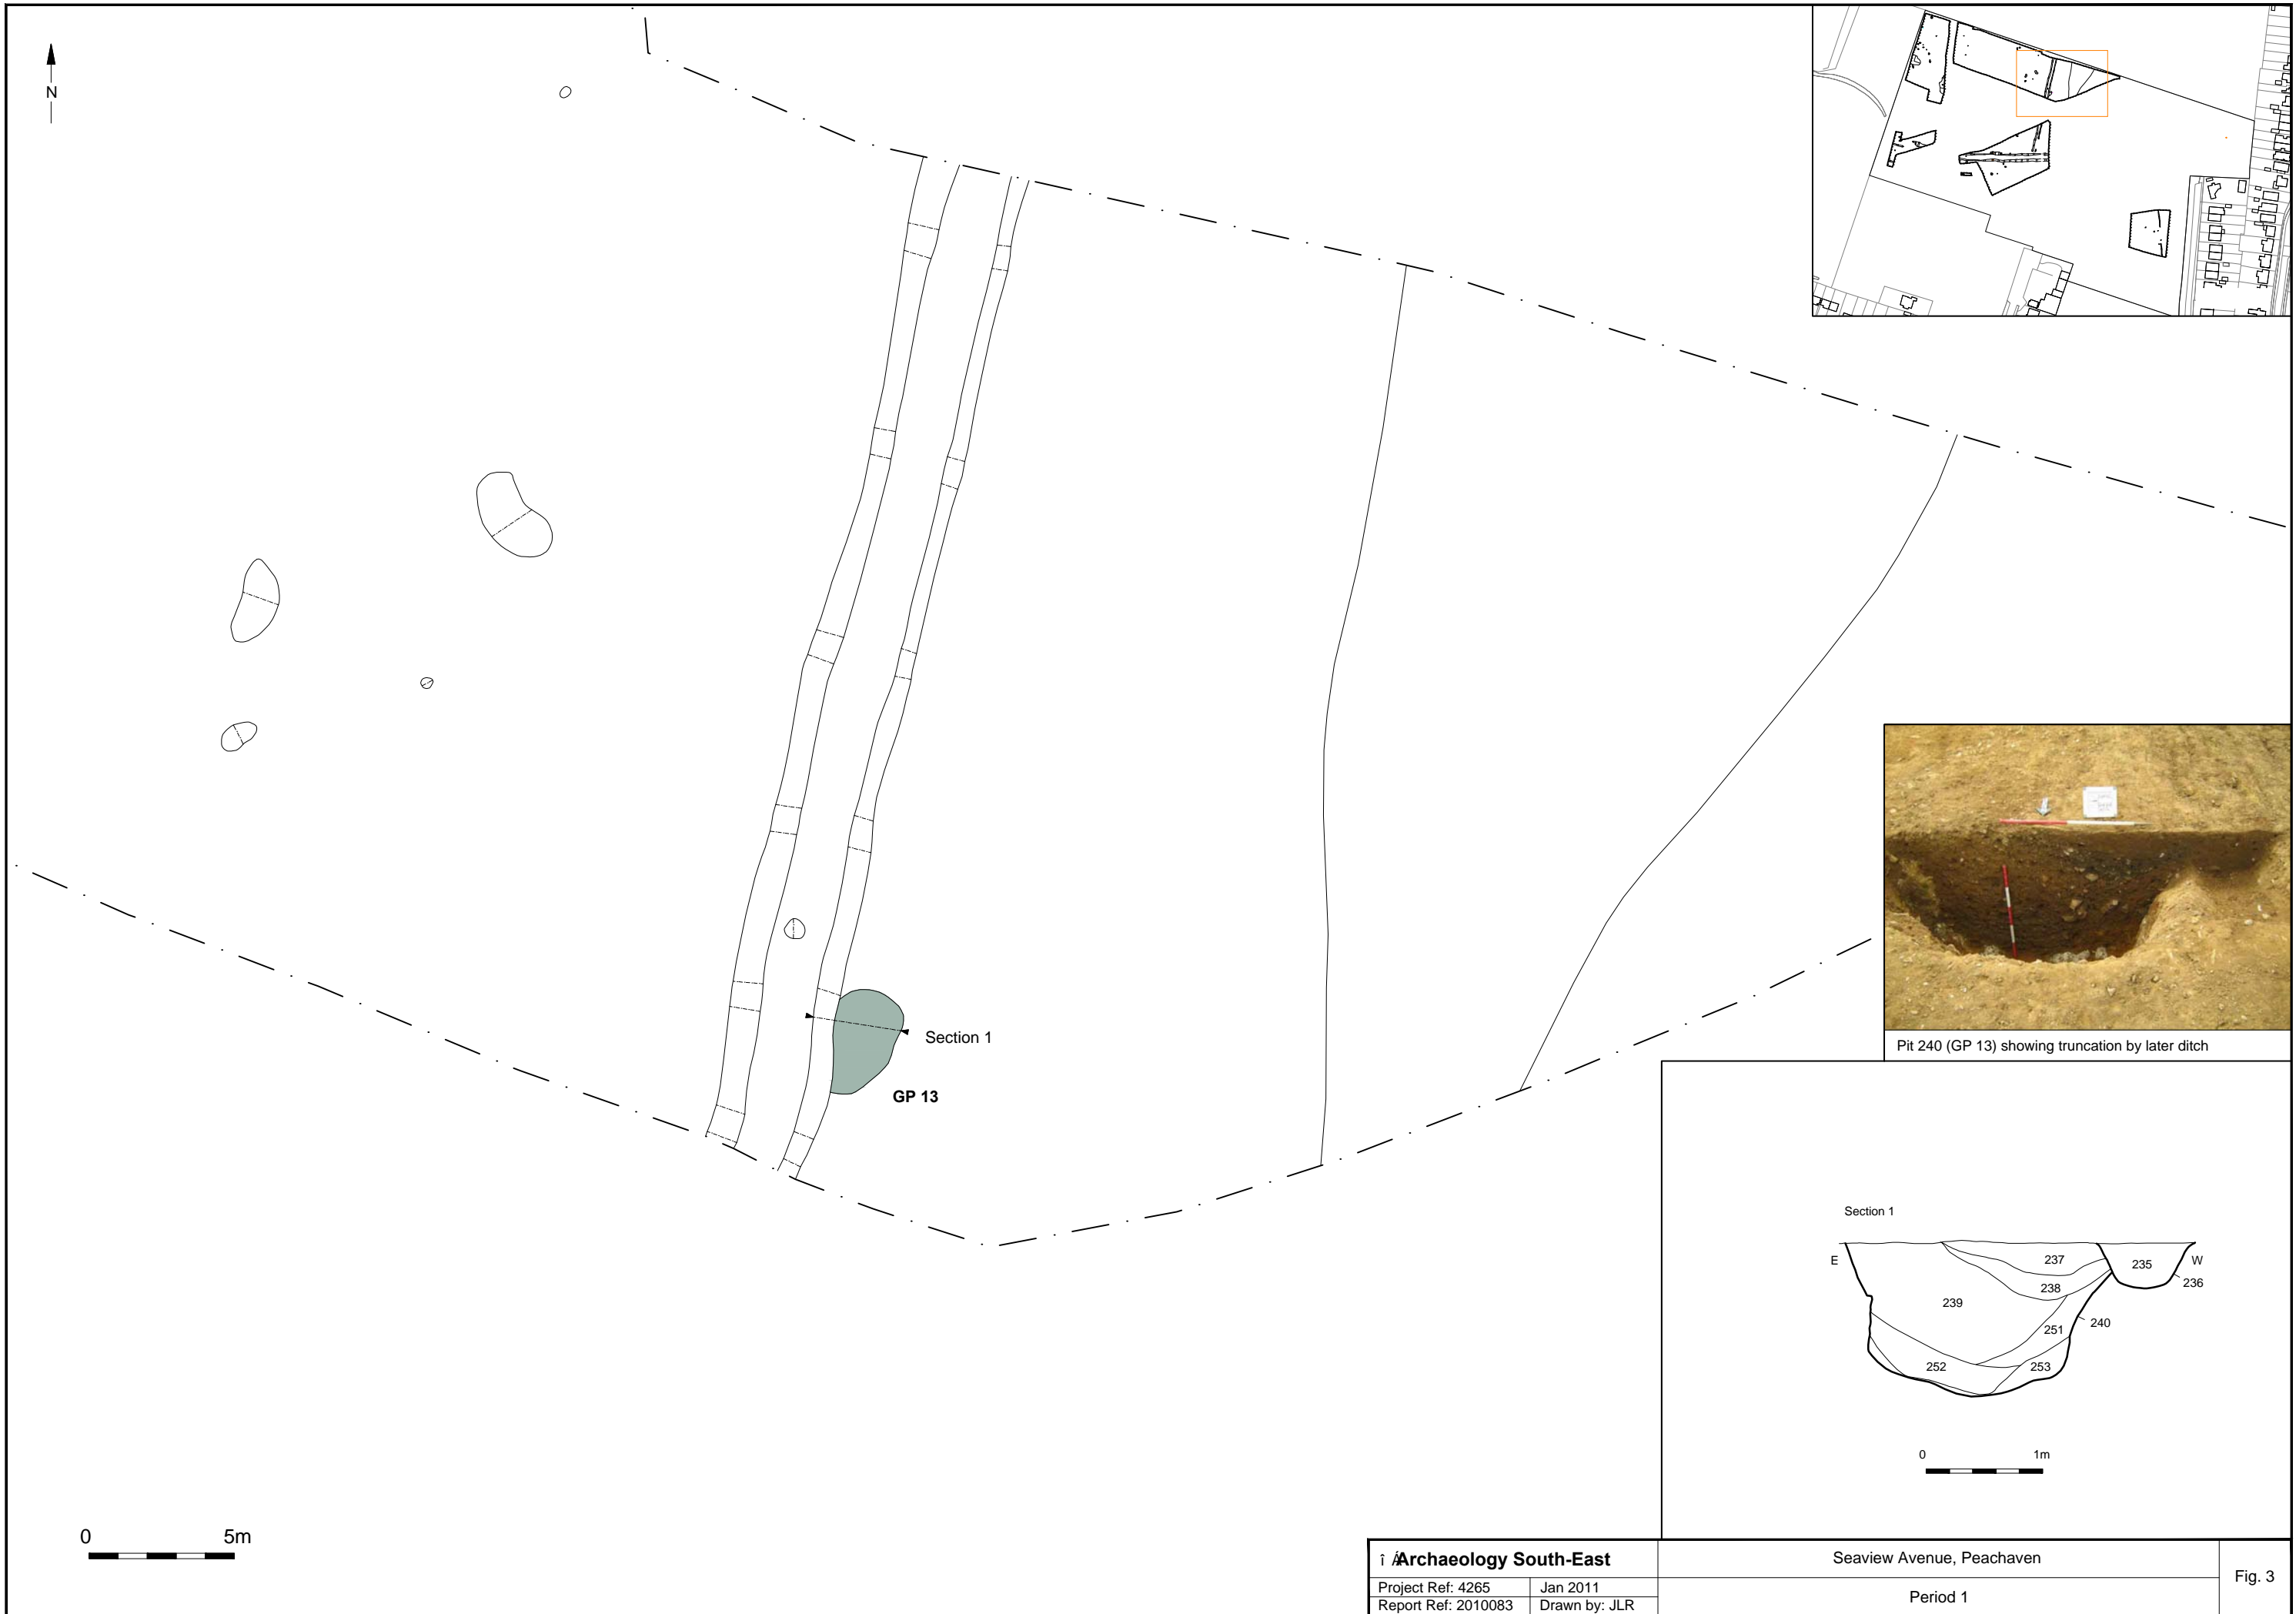 N
Section 1
GP 13
Pit 240 (GP 13) showing truncation by later ditch
Section 1
E
W
237
235
236
238
239
240
251
252
253
0 1m
0 5m
Archaeology South-East
Project Ref: 4265
Jan 2011
Report Ref: 2010083
Drawn by: JLR
Seaview Avenue, Peachaven
Period 1
Fig. 3